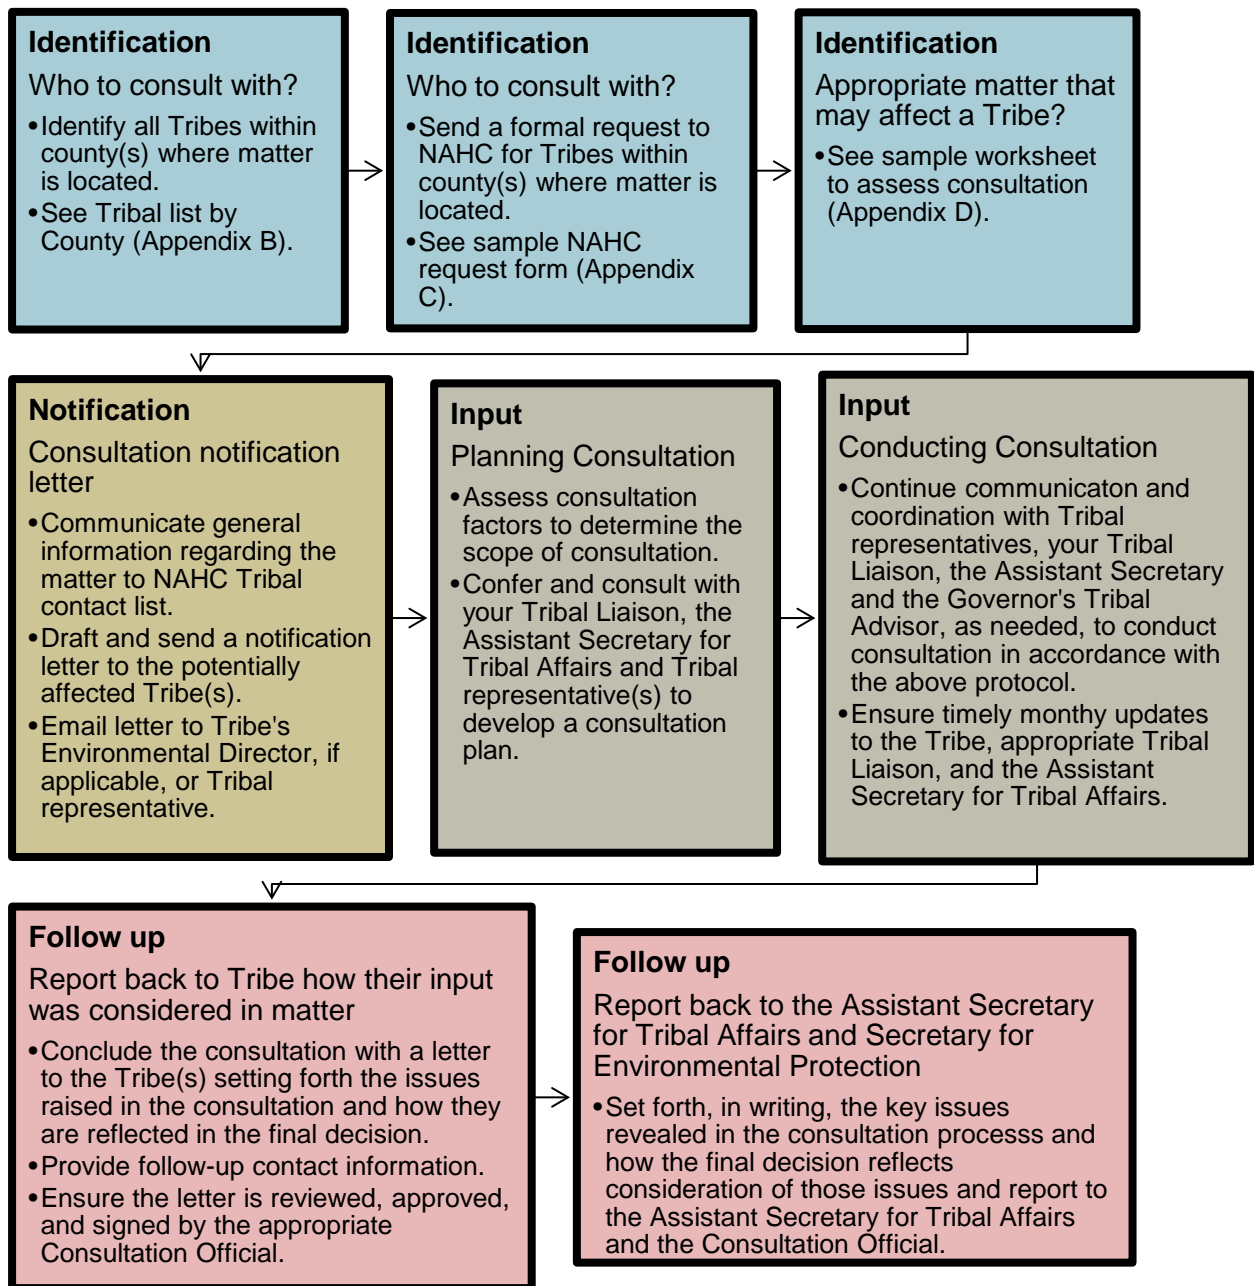 Identification
Who to consult with?
•Identify all Tribes within
county(s) where matter
is located.
•See Tribal list by
County (Appendix B).
Identification
Who to consult with?
•Send a formal request to
NAHC for Tribes within
county(s) where matter is
located.
•See sample NAHC
request form (Appendix
C).
Identification
Appropriate matter that
may affect a Tribe?
•See sample worksheet
to assess consultation
(Appendix D).
Notification
Consultation notification
letter
•Communicate general
information regarding the
matter to NAHC Tribal
contact list.
•Draft and send a notification
letter to the potentially
affected Tribe(s).
•Email letter to Tribe's
Environmental Director, if
applicable, or Tribal
representative.
Input
Planning Consultation
•Assess consultation
factors to determine the
scope of consultation.
•Confer and consult with
your Tribal Liaison, the
Assistant Secretary for
Tribal Affairs and Tribal
representative(s) to
develop a consultation
plan.
Input
Conducting Consultation
•Continue communicaton and
coordination with Tribal
representatives, your Tribal
Liaison, the Assistant Secretary
and the Governor's Tribal
Advisor, as needed, to conduct
consultation in accordance with
the above protocol.
•Ensure timely monthy updates
to the Tribe, appropriate Tribal
Liaison, and the Assistant
Secretary for Tribal Affairs.
Follow up
Report back to Tribe how their input
was considered in matter
•Conclude the consultation with a letter
to the Tribe(s) setting forth the issues
raised in the consultation and how they
are reflected in the final decision.
•Provide follow-up contact information.
•Ensure the letter is reviewed, approved,
and signed by the appropriate
Consultation Official.
Follow up
Report back to the Assistant Secretary
for Tribal Affairs and Secretary for
Environmental Protection
•Set forth, in writing, the key issues
revealed in the consultation processs and
how the final decision reflects
consideration of those issues and report to
the Assistant Secretary for Tribal Affairs
and the Consultation Official.